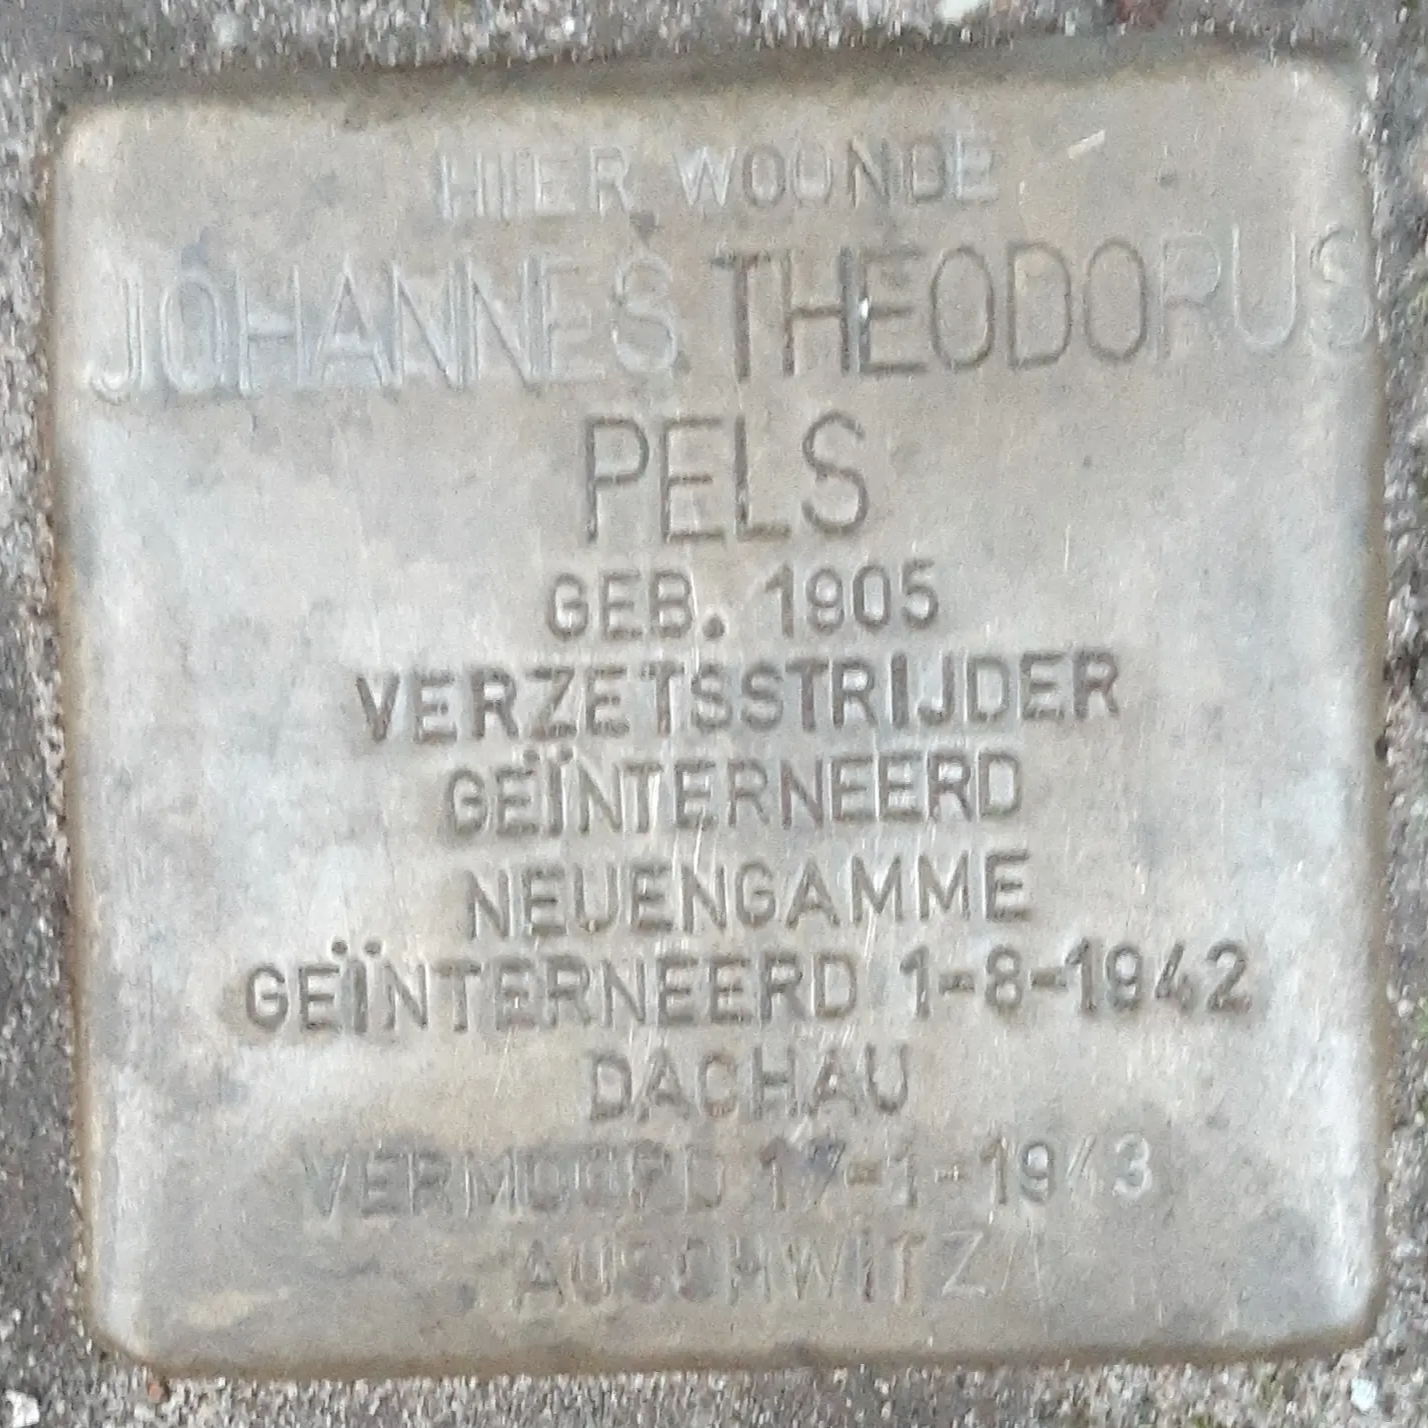 HIER WOONDE
JOHANNES THEODORUS
PELS
GEB. 1905
VERZETSSTRIJDER
GEÏNTERNEERD
NEUENGAMME
GEÏNTERNEERD 1-8-1942
DACHAU
VERMOORD 17-1-1943
AUSCHWITZ